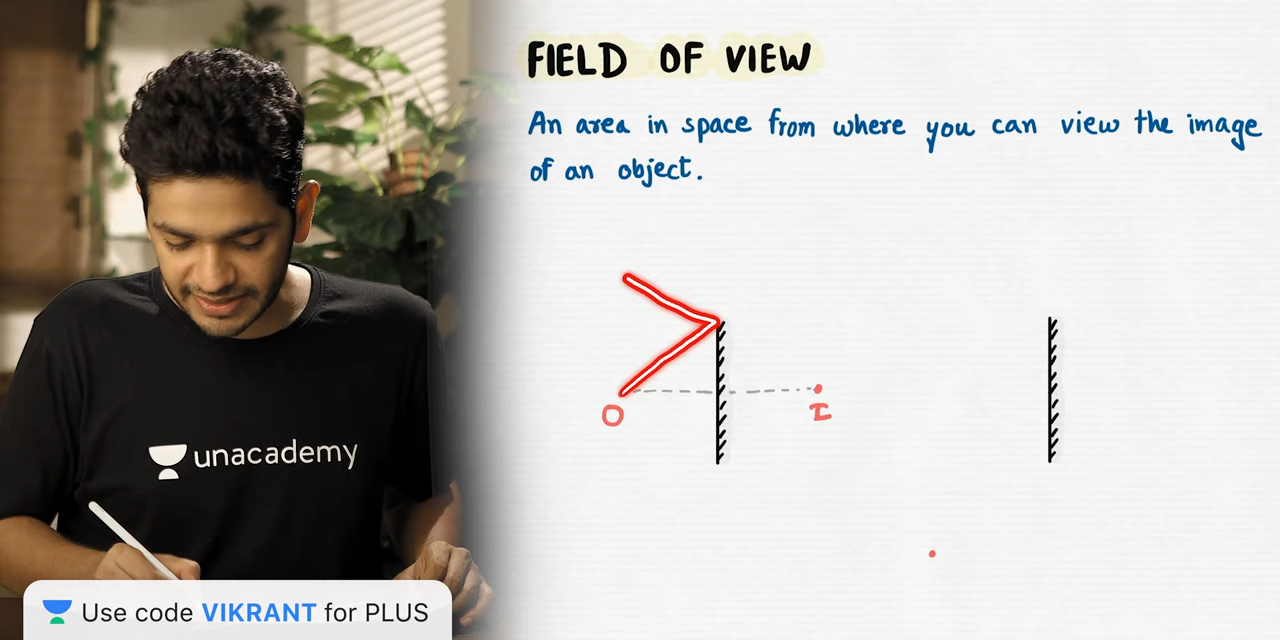 FIELD OF VIEW
An area in space from where you can view the image
of an object.
O
I
unacademy
Use code VIKRANT for PLUS